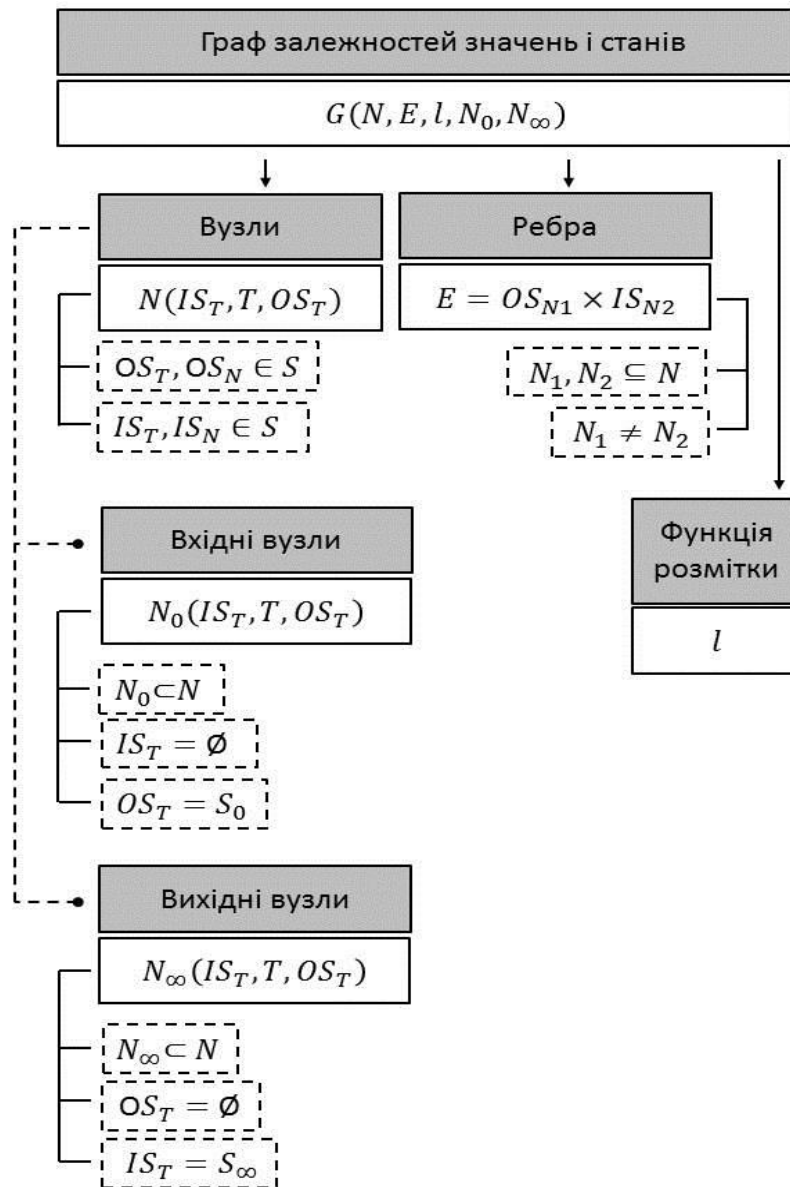 Граф залежностей значень і станів
G(N, E, l, N₀, N∞)
Вузли
N(IS_T, T, OS_T)
OS_T, OS_N ∈ S
IS_T, IS_N ∈ S
Ребра
E = OS_N1 × IS_N2
N₁, N₂ ⊆ N
N₁ ≠ N₂
Вхідні вузли
N₀(IS_T, T, OS_T)
N₀⊂N
IS_T = Ø
OS_T = S₀
Функція
розмітки
l
Вихідні вузли
N∞(IS_T, T, OS_T)
N∞⊂ N
OS_T = Ø
IS_T = S∞